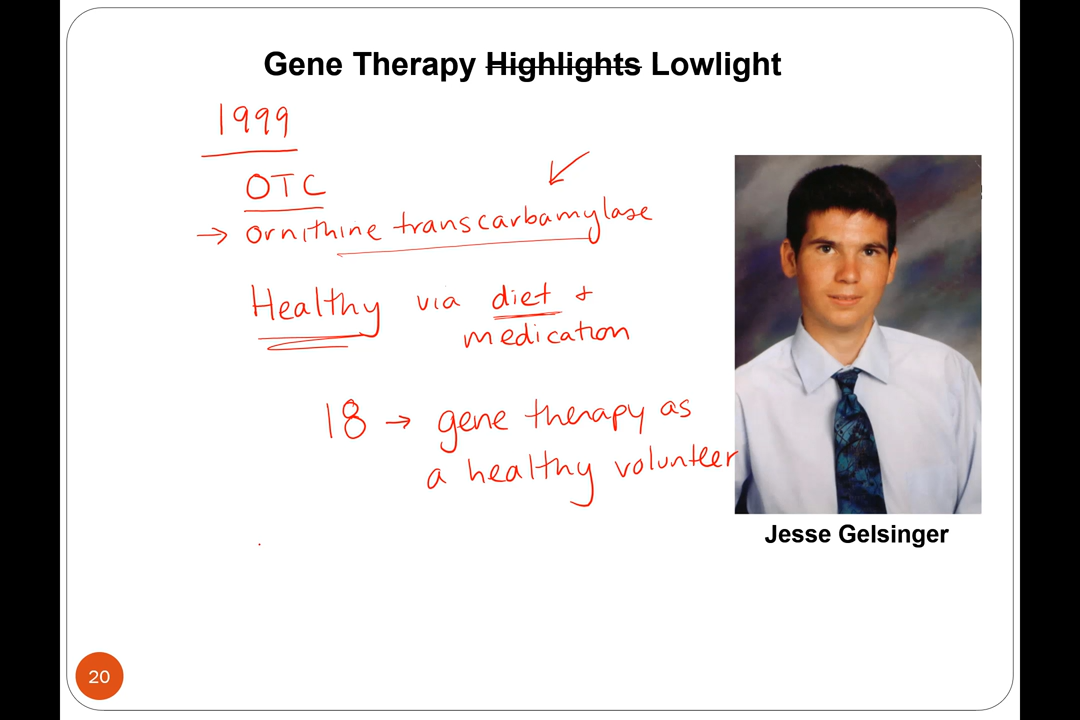 Gene Therapy Highlights Lowlight
1999
OTC
→ Ornithine transcarbamylase
Healthy via diet +
medication
18 → gene therapy as
a healthy volunteer
Jesse Gelsinger
20